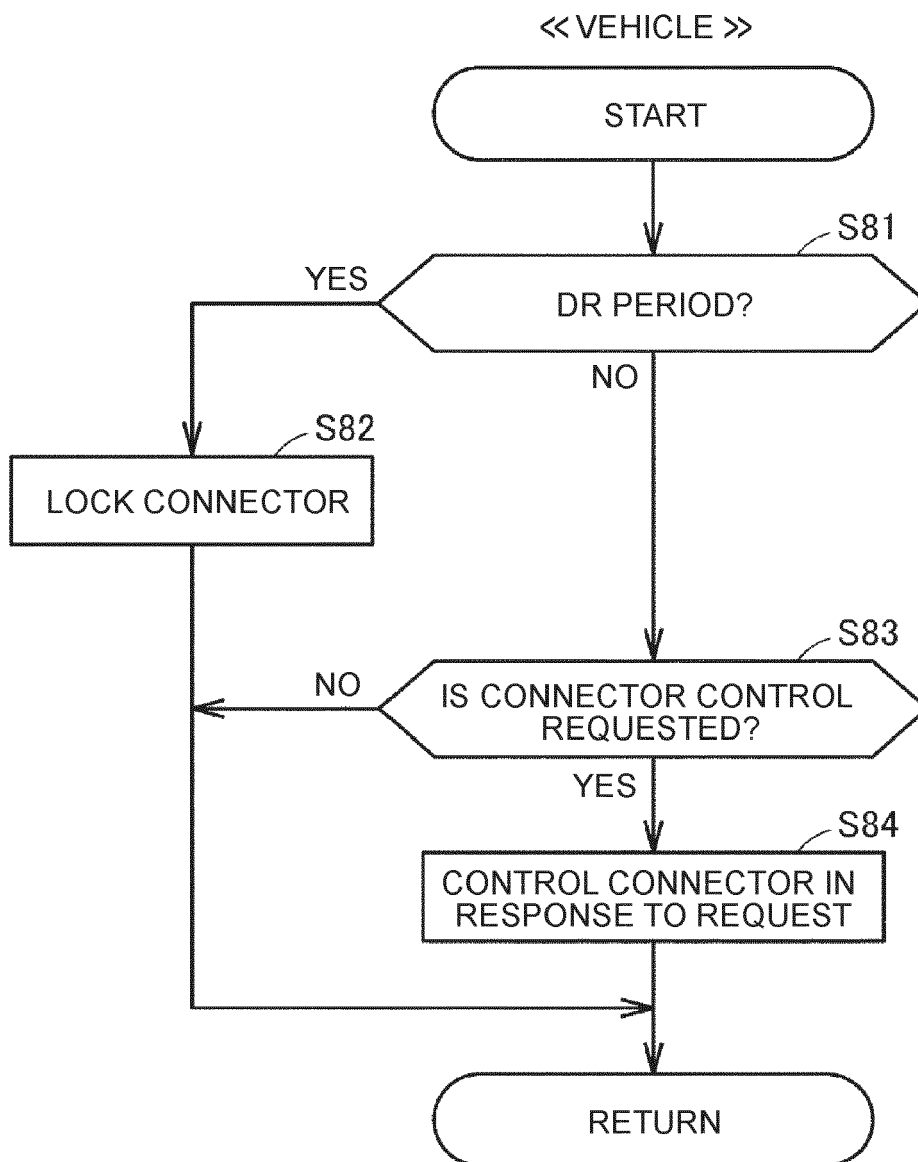 << VEHICLE >>
START
S81
YES
DR PERIOD?
NO
S82
LOCK CONNECTOR
S83
NO
IS CONNECTOR CONTROL
REQUESTED?
YES
S84
CONTROL CONNECTOR IN
RESPONSE TO REQUEST
RETURN